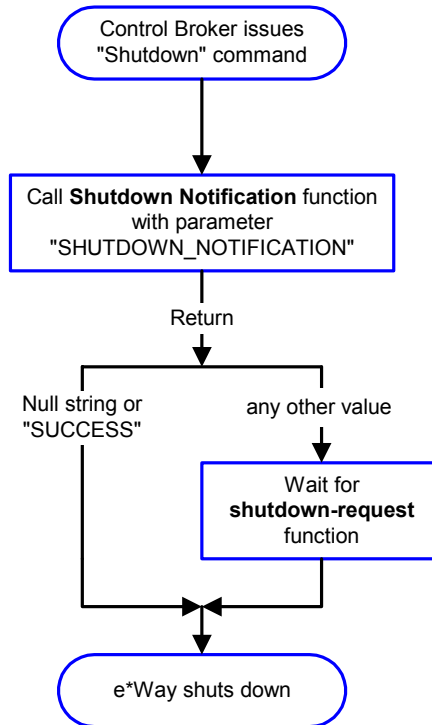 Control Broker issues
"Shutdown" command
Call Shutdown Notification function
with parameter
"SHUTDOWN_NOTIFICATION"
Return
Null string or
"SUCCESS"
any other value
Wait for
shutdown-request
function
e*Way shuts down